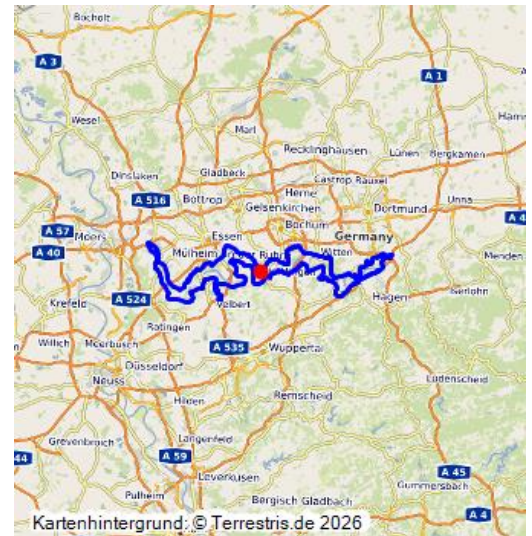 Bocholt
A 3
A 1
Wesel
Hamm
Marl
Recklinghausen
Lünen Bergkamen
Dinslaken
Gladbeck
Castrop Rauxel
A 516
Bottrop
Herne
Gelsenkirchen
Unna
Dortmund
A 57
Moers
Essen
Bochum
Germany
A 40
Mülheim
Ruhr
Witten
Menden
Krefeld
A 524
Hagen
Iserlohn
Ratingen
Velbert
Willich
Meerbusch
A 535
Wuppertal
Düsseldorf
Neuss
Lüdenscheid
Hilden
Remscheid
Grevenbroich
Langenfeld
44
A 59
A 45
Leverkusen
Gummersbach
Pulheim
Bergisch Gladbach
A 4
Kartenhintergrund: © Terrestris.de 2026